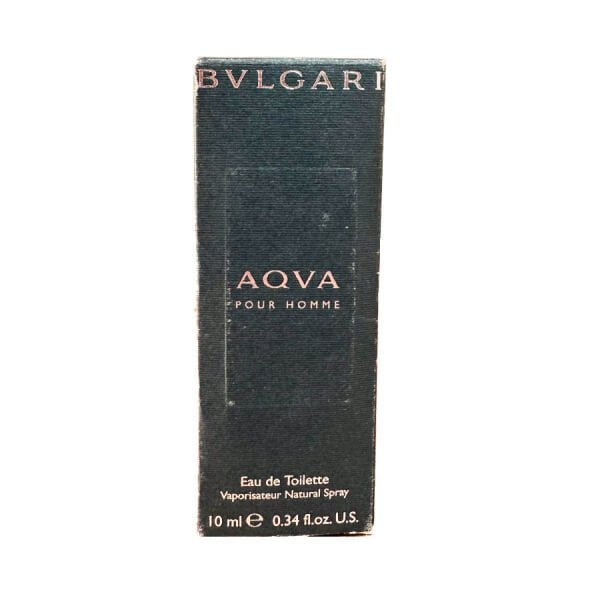 BVLGARI
AQVA
POUR HOMME
Eau de Toilette
Vaporisateur Natural Spray
10 ml ℮ 0.34 fl.oz. U.S.